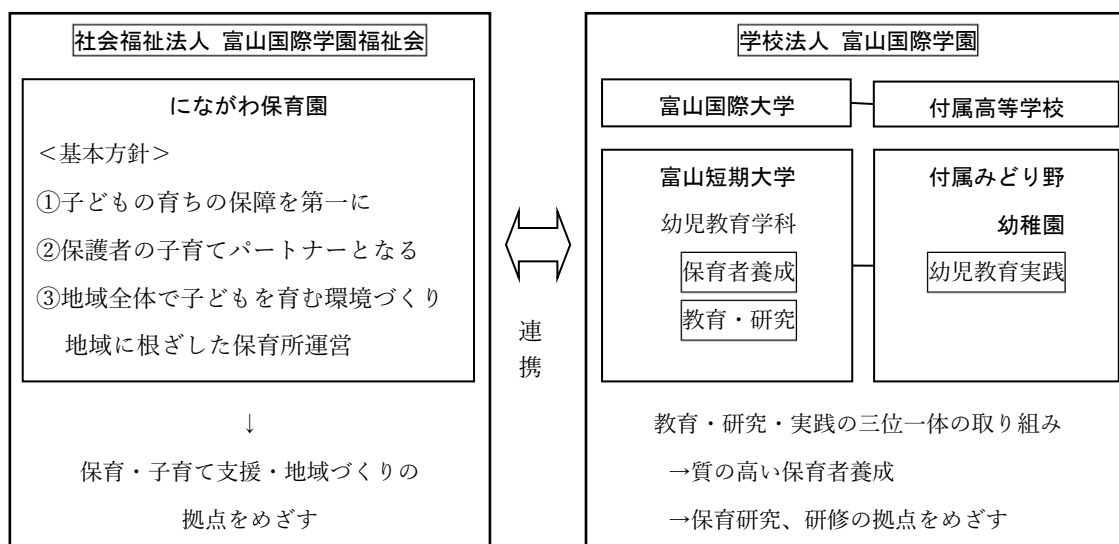 社会福祉法人 富山国際学園福祉会
にながわ保育園
＜基本方針＞
①子どもの育ちの保障を第一に
②保護者の子育てパートナーとなる
③地域全体で子どもを育む環境づくり
地域に根ざした保育所運営
↓
保育・子育て支援・地域づくりの
拠点をめざす
連
携
学校法人 富山国際学園
富山国際大学
付属高等学校
富山短期大学
幼児教育学科
保育者養成
教育・研究
付属みどり野
幼稚園
幼児教育実践
教育・研究・実践の三位一体の取り組み
→質の高い保育者養成
→保育研究、研修の拠点をめざす